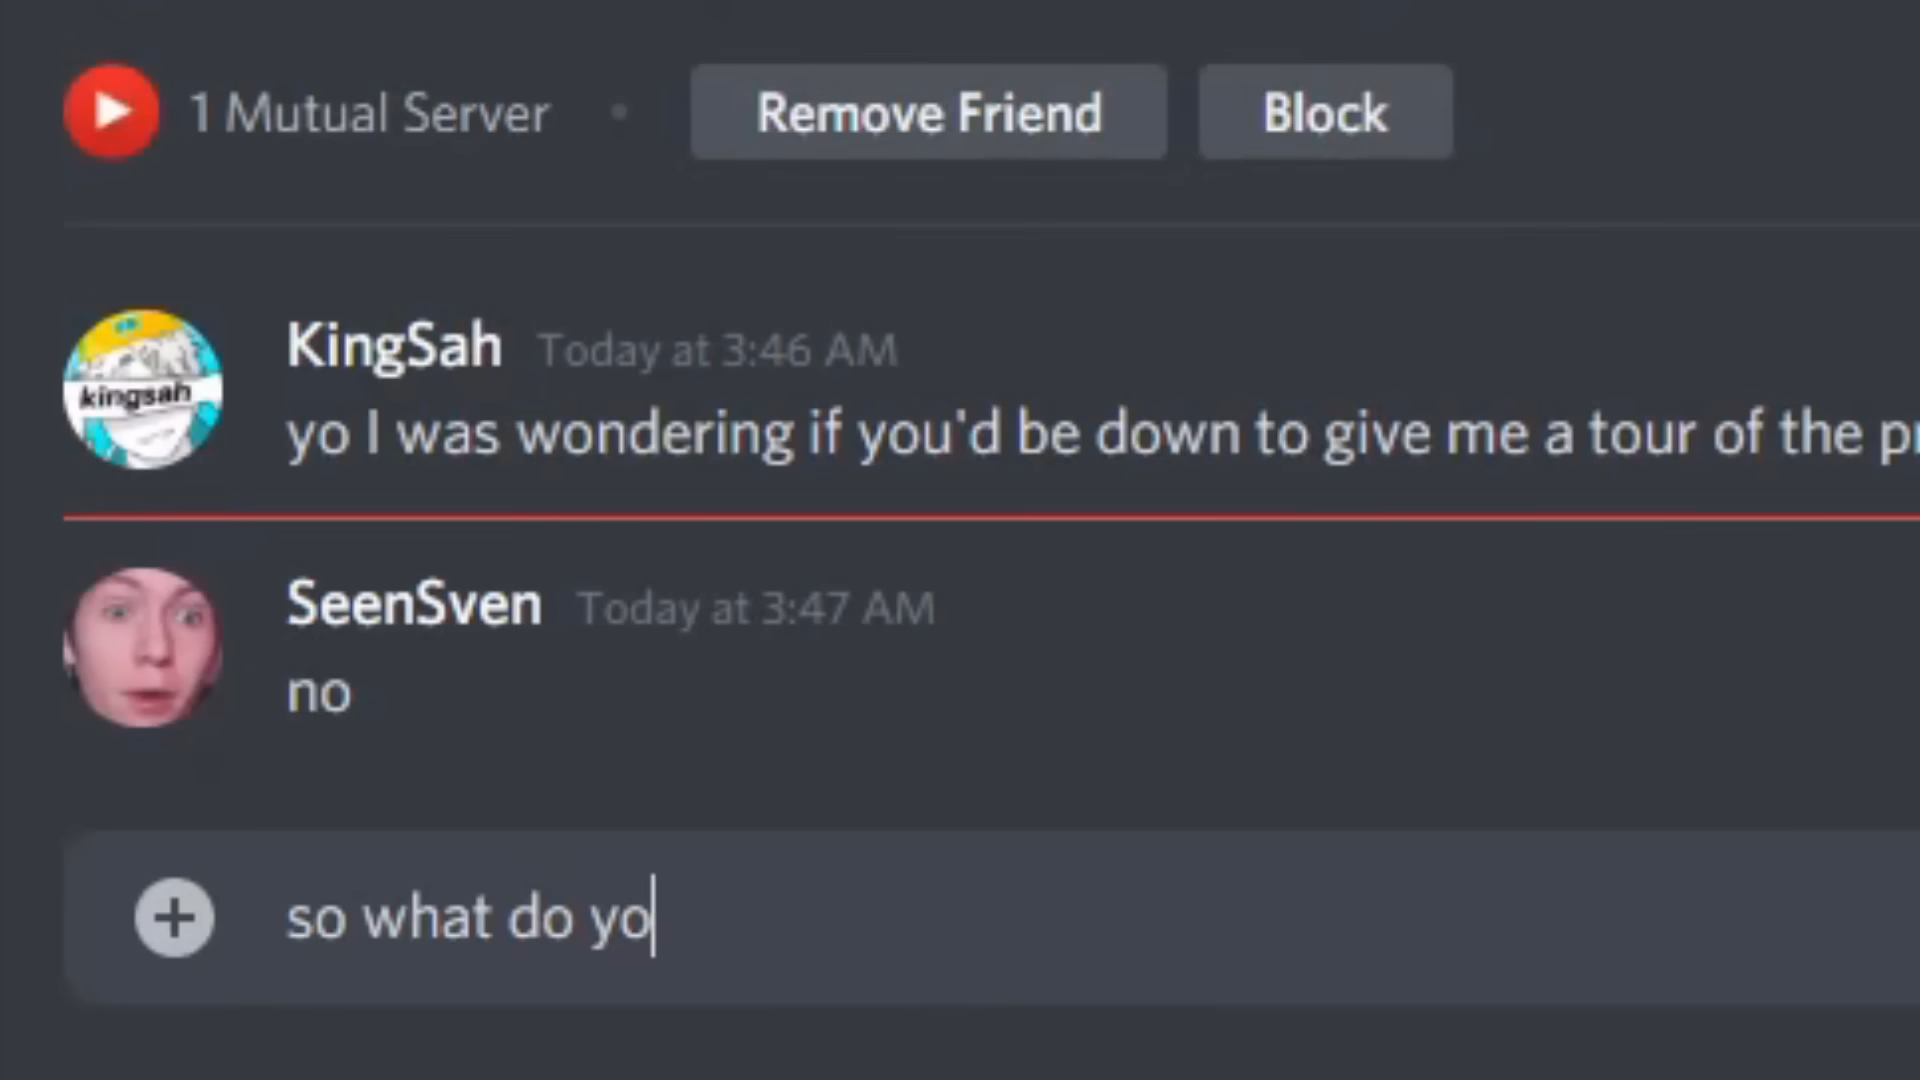 1 Mutual Server • Remove Friend Block
kingsah
KingSah Today at 3:46 AM
yo I was wondering if you'd be down to give me a tour of the
SeenSven Today at 3:47 AM
no
so what do yo